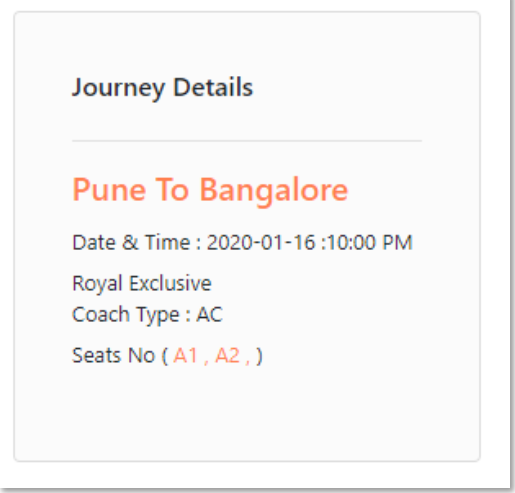 Journey Details
Pune To Bangalore
Date & Time : 2020-01-16 :10:00 PM
Royal Exclusive
Coach Type : AC
Seats No ( A1 , A2 , )